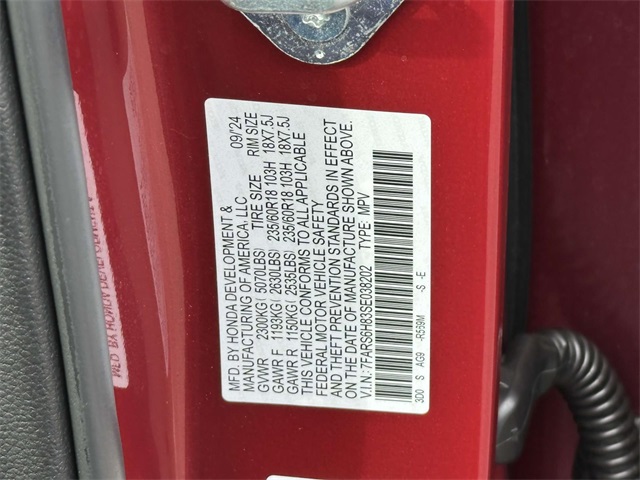 MFD. BY HONDA DEVELOPMENT & 09/24
MANUFACTURING OF AMERICA, LLC
TIRE SIZE RIM SIZE
GVWR 2300KG ( 5070LBS)
GAWR F 1193KG ( 2630LBS) 235/60R18 103H 18X7.5J
GAWR R 1150KG ( 2535LBS) 235/60R18 103H 18X7.5J
THIS VEHICLE CONFORMS TO ALL APPLICABLE
FEDERAL MOTOR VEHICLE SAFETY
AND THEFT PREVENTION STANDARDS IN EFFECT
ON THE DATE OF MANUFACTURE SHOWN ABOVE.
V.I.N.: 7FARS6H83SE038202 TYPE: MPV
3D0 S AG9 -R569M -S -E